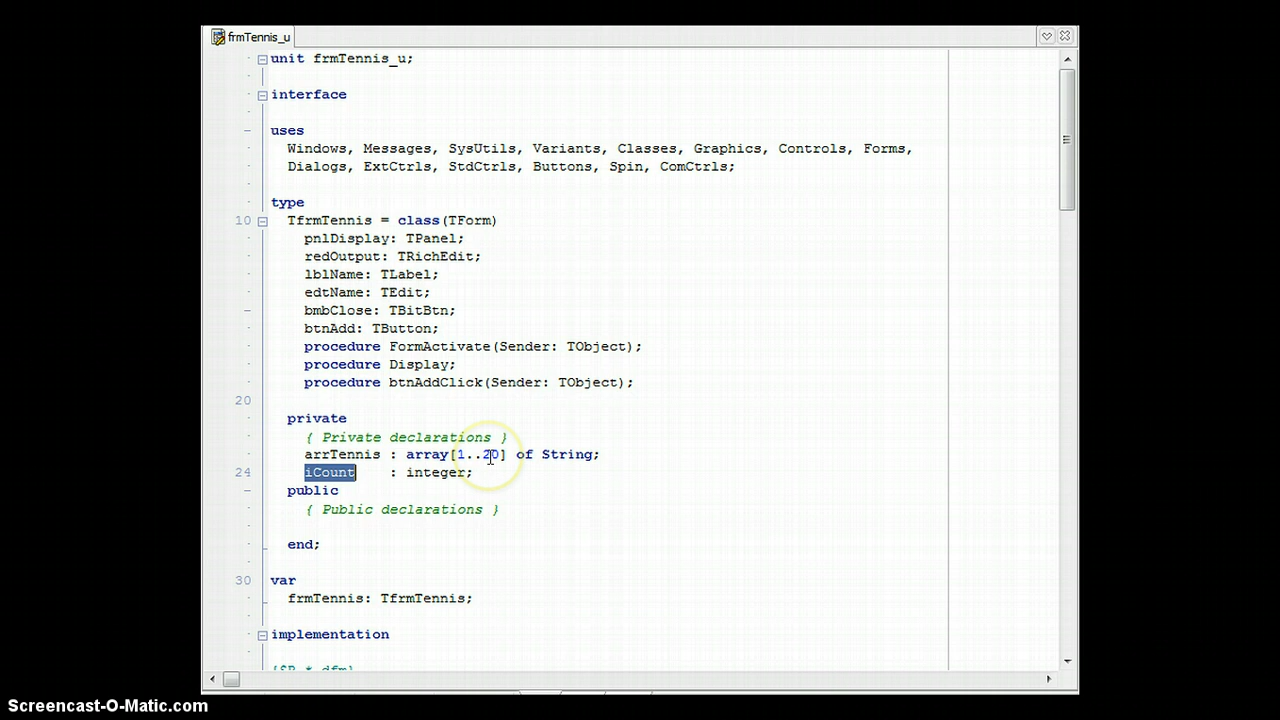 frmTennis_u
unit frmTennis_u;
interface
uses
Windows, Messages, SysUtils, Variants, Classes, Graphics, Controls, Forms,
Dialogs, ExtCtrls, StdCtrls, Buttons, Spin, ComCtrls;
type
10 TfrmTennis = class(TForm)
pnlDisplay: TPanel;
redOutput: TRichEdit;
lblName: TLabel;
edtName: TEdit;
bmbClose: TBitBtn;
btnAdd: TButton;
procedure FormActivate(Sender: TObject);
procedure Display;
procedure btnAddClick(Sender: TObject);
20
private
{ Private declarations }
arrTennis : array[1..20] of String;
24 iCount : integer;
public
{ Public declarations }
end;
30 var
frmTennis: TfrmTennis;
implementation
{$R *.dfm}
Screencast-O-Matic.com